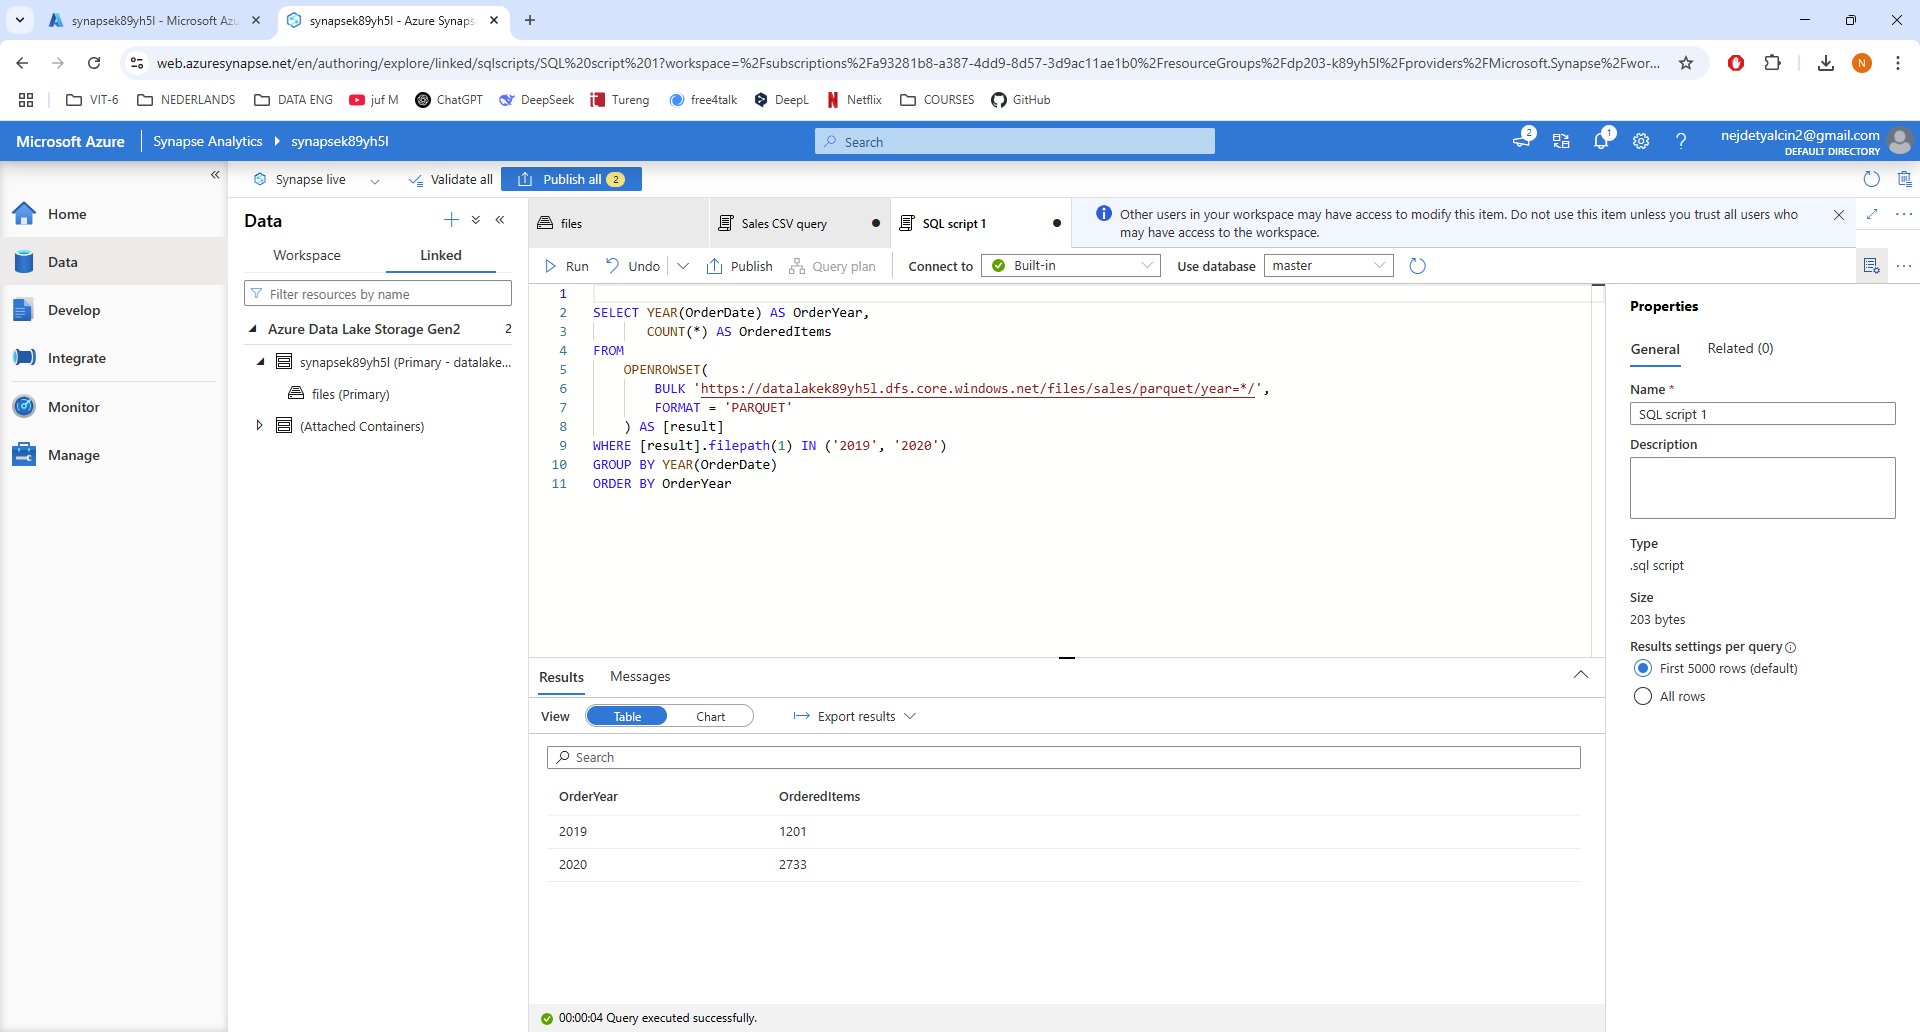 synapsek89yh5l - Microsoft Azu
synapsek89yh5l - Azure Synaps
web.azuresynapse.net/en/authoring/explore/linked/sqlscripts/SQL%20script%201?workspace=%2Fsubscriptions%2Fa93281b8-a387-4dd9-8d57-3d9ac11ae1b0%2FresourceGroups%2Fdp203-k89yh5l%2Fproviders%2FMicrosoft.Synapse%2Fwor...
N
VIT-6
NEDERLANDS
DATA ENG
juf M
ChatGPT
DeepSeek
Tureng
free4talk
DeepL
Netflix
COURSES
GitHub
Microsoft Azure
Synapse Analytics
synapsek89yh5l
Search
2
1
nejdetyalcin2@gmail.com
DEFAULT DIRECTORY
Synapse live
Validate all
Publish all 2
Home
Data
Develop
Integrate
Monitor
Manage
Data
Workspace
Linked
Filter resources by name
Azure Data Lake Storage Gen2 2
synapsek89yh5l (Primary - datalake...
files (Primary)
(Attached Containers)
files
Sales CSV query
SQL script 1
Other users in your workspace may have access to modify this item. Do not use this item unless you trust all users who
may have access to the workspace.
Run
Undo
Publish
Query plan
Connect to
Built-in
Use database
master
1
2 SELECT YEAR(OrderDate) AS OrderYear,
3 COUNT(*) AS OrderedItems
4 FROM
5 OPENROWSET(
6 BULK 'https://datalakek89yh5l.dfs.core.windows.net/files/sales/parquet/year=*/',
7 FORMAT = 'PARQUET'
8 ) AS [result]
9 WHERE [result].filepath(1) IN ('2019', '2020')
10 GROUP BY YEAR(OrderDate)
11 ORDER BY OrderYear
Results
Messages
View
Table
Chart
Export results
Search
OrderYear OrderedItems
2019 1201
2020 2733
00:00:04 Query executed successfully.
Properties
General
Related (0)
Name *
SQL script 1
Description
Type
.sql script
Size
203 bytes
Results settings per query
First 5000 rows (default)
All rows